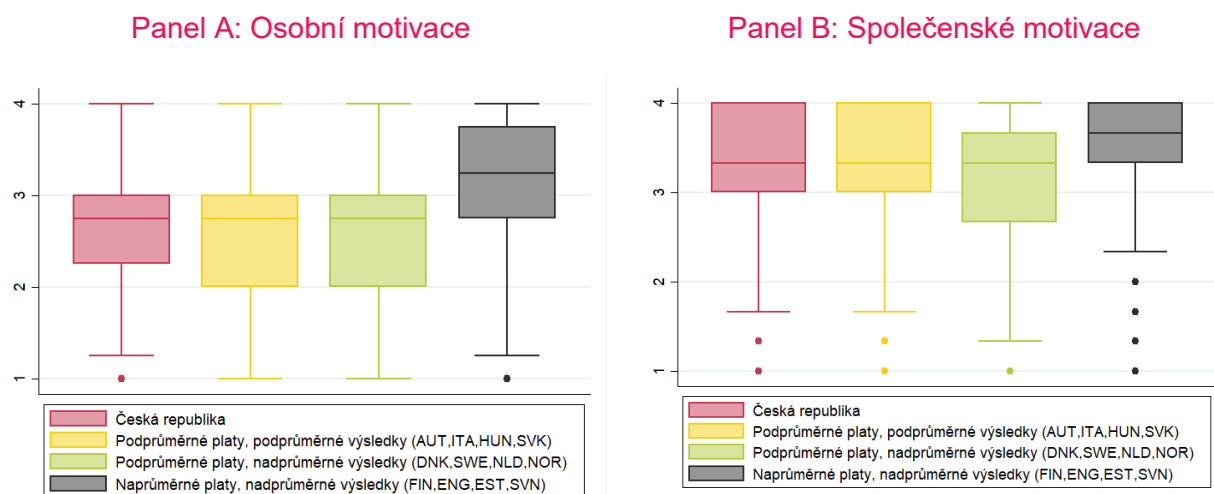 Panel A: Osobní motivace
4
3
2
1
Česká republika
Podprůměrné platy, podprůměrné výsledky (AUT,ITA,HUN,SVK)
Podprůměrné platy, nadprůměrné výsledky (DNK,SWE,NLD,NOR)
Naprůměrné platy, nadprůměrné výsledky (FIN,ENG,EST,SVN)
Panel B: Společenské motivace
4
3
2
1
Česká republika
Podprůměrné platy, podprůměrné výsledky (AUT,ITA,HUN,SVK)
Podprůměrné platy, nadprůměrné výsledky (DNK,SWE,NLD,NOR)
Naprůměrné platy, nadprůměrné výsledky (FIN,ENG,EST,SVN)